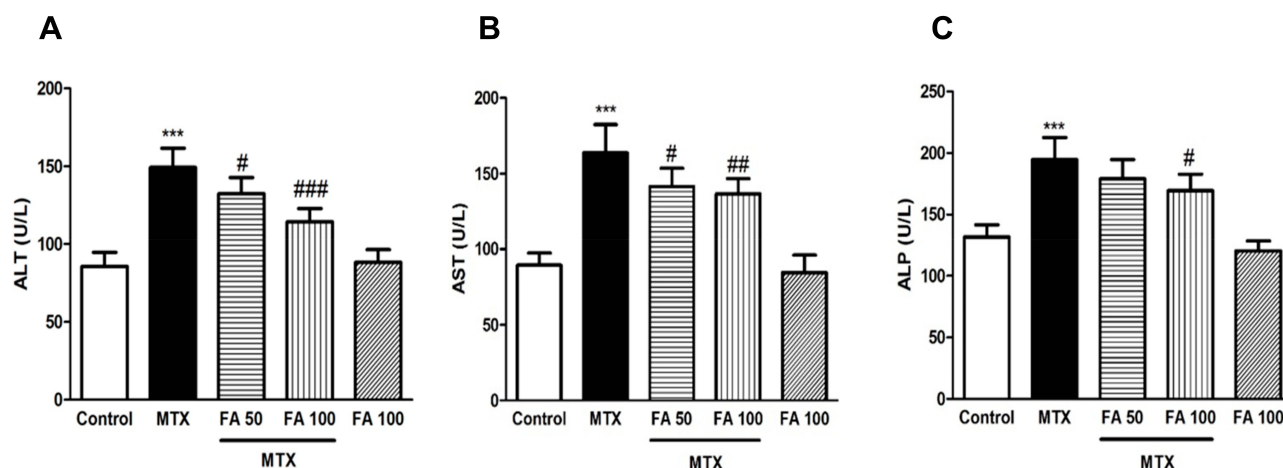 A
ALT (U/L)
200
150
100
50
0
***
#
###
Control MTX FA 50 FA 100 FA 100
MTX
B
AST (U/L)
200
150
100
50
0
***
#
##
Control MTX FA 50 FA 100 FA 100
MTX
C
ALP (U/L)
250
200
150
100
50
0
***
#
Control MTX FA 50 FA 100 FA 100
MTX